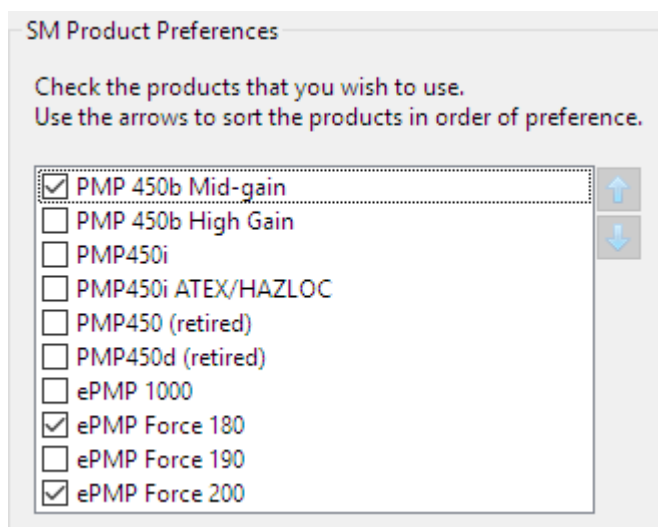 SM Product Preferences
Check the products that you wish to use.
Use the arrows to sort the products in order of preference.
PMP 450b Mid-gain
PMP 450b High Gain
PMP450i
PMP450i ATEX/HAZLOC
PMP450 (retired)
PMP450d (retired)
ePMP 1000
ePMP Force 180
ePMP Force 190
ePMP Force 200